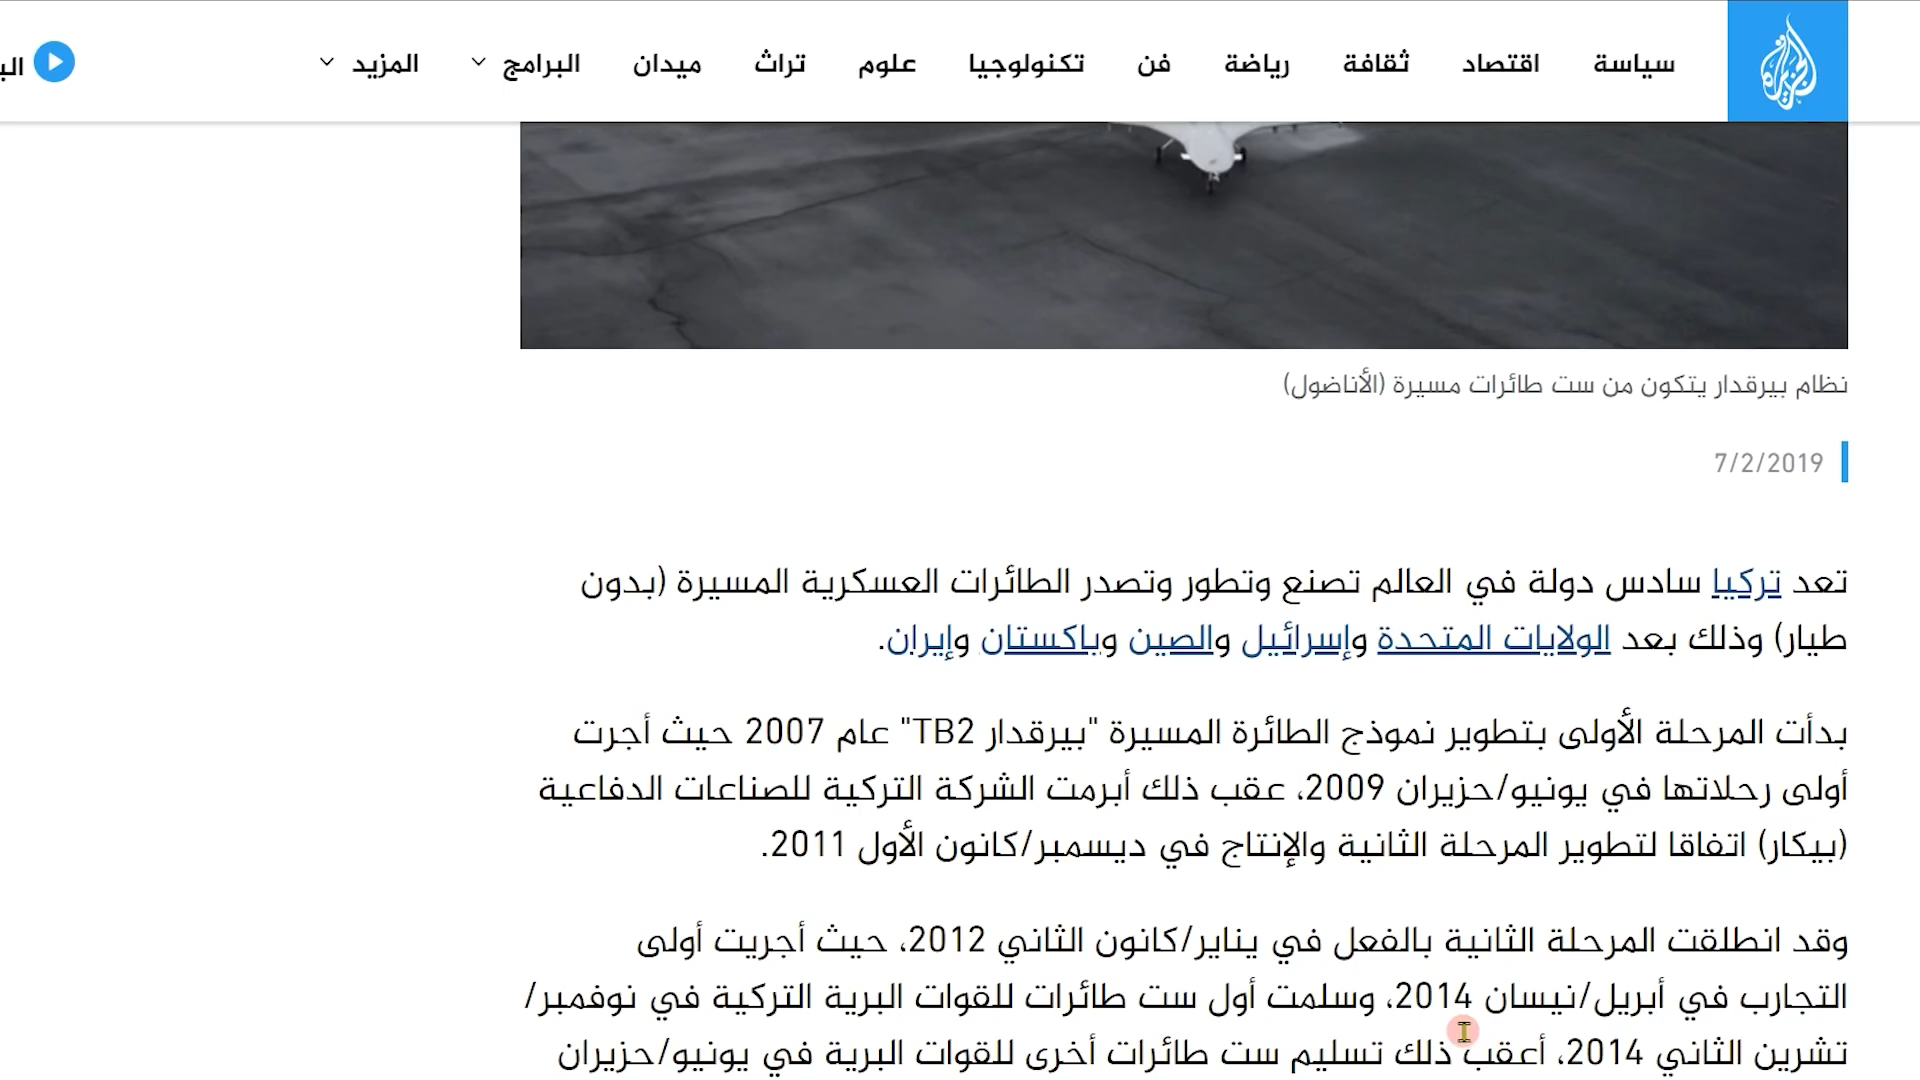 سياسة
اقتصاد
ثقافة
رياضة
فن
تكنولوجيا
علوم
تراث
ميدان
البرامج
المزيد
الجزيرة
نظام بيرقدار يتكون من ست طائرات مسيرة (الأناضول)
7/2/2019
تعد تركيا سادس دولة في العالم تصنع وتطور وتصدر الطائرات العسكرية المسيرة (بدون
طيار) وذلك بعد الولايات المتحدة وإسرائيل والصين وباكستان وإيران.
بدأت المرحلة الأولى بتطوير نموذج الطائرة المسيرة "بيرقدار TB2" عام 2007 حيث أجرت
أولى رحلاتها في يونيو/حزيران 2009، عقب ذلك أبرمت الشركة التركية للصناعات الدفاعية
(بيكار) اتفاقا لتطوير المرحلة الثانية والإنتاج في ديسمبر/كانون الأول 2011.
وقد انطلقت المرحلة الثانية بالفعل في يناير/كانون الثاني 2012، حيث أجريت أولى
التجارب في أبريل/نيسان 2014، وسلمت أول ست طائرات للقوات البرية التركية في نوفمبر/
تشرين الثاني 2014، أعقب ذلك تسليم ست طائرات أخرى للقوات البرية في يونيو/حزيران